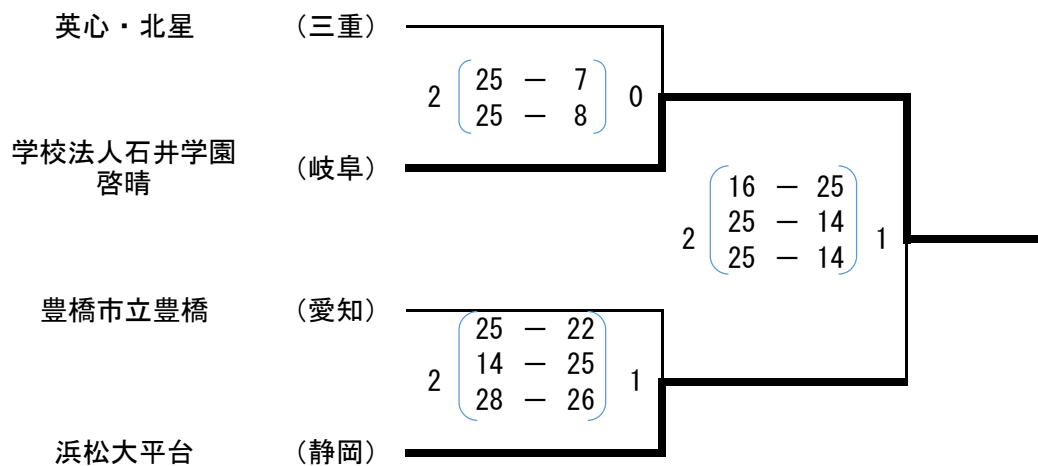 英心・北星 （三重）
2 25 － 7 0
25 － 8
学校法人石井学園
啓晴 （岐阜）
16 － 25
2 25 － 14 1
25 － 14
豊橋市立豊橋 （愛知）
25 － 22
2 14 － 25 1
28 － 26
浜松大平台 （静岡）